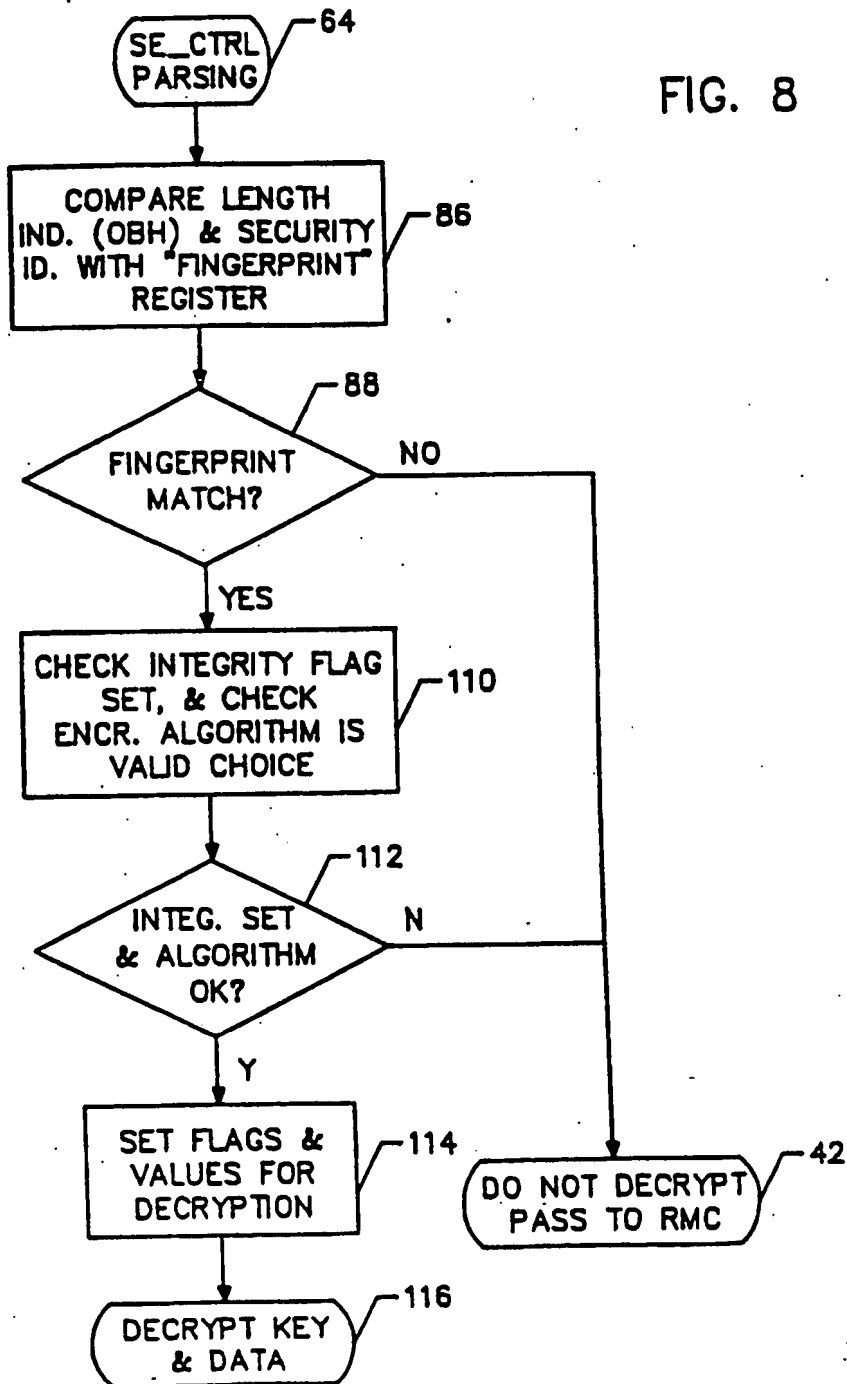 64
SE_CTRL
PARSING
FIG. 8
COMPARE LENGTH
IND. (OBH) & SECURITY
ID. WITH "FINGERPRINT"
REGISTER
86
88
FINGERPRINT
MATCH?
NO
YES
CHECK INTEGRITY FLAG
SET, & CHECK
ENCR. ALGORITHM IS
VALID CHOICE
110
112
INTEG. SET
& ALGORITHM
OK?
N
Y
SET FLAGS &
VALUES FOR
DECRYPTION
114
42
DO NOT DECRYPT
PASS TO RMC
116
DECRYPT KEY
& DATA